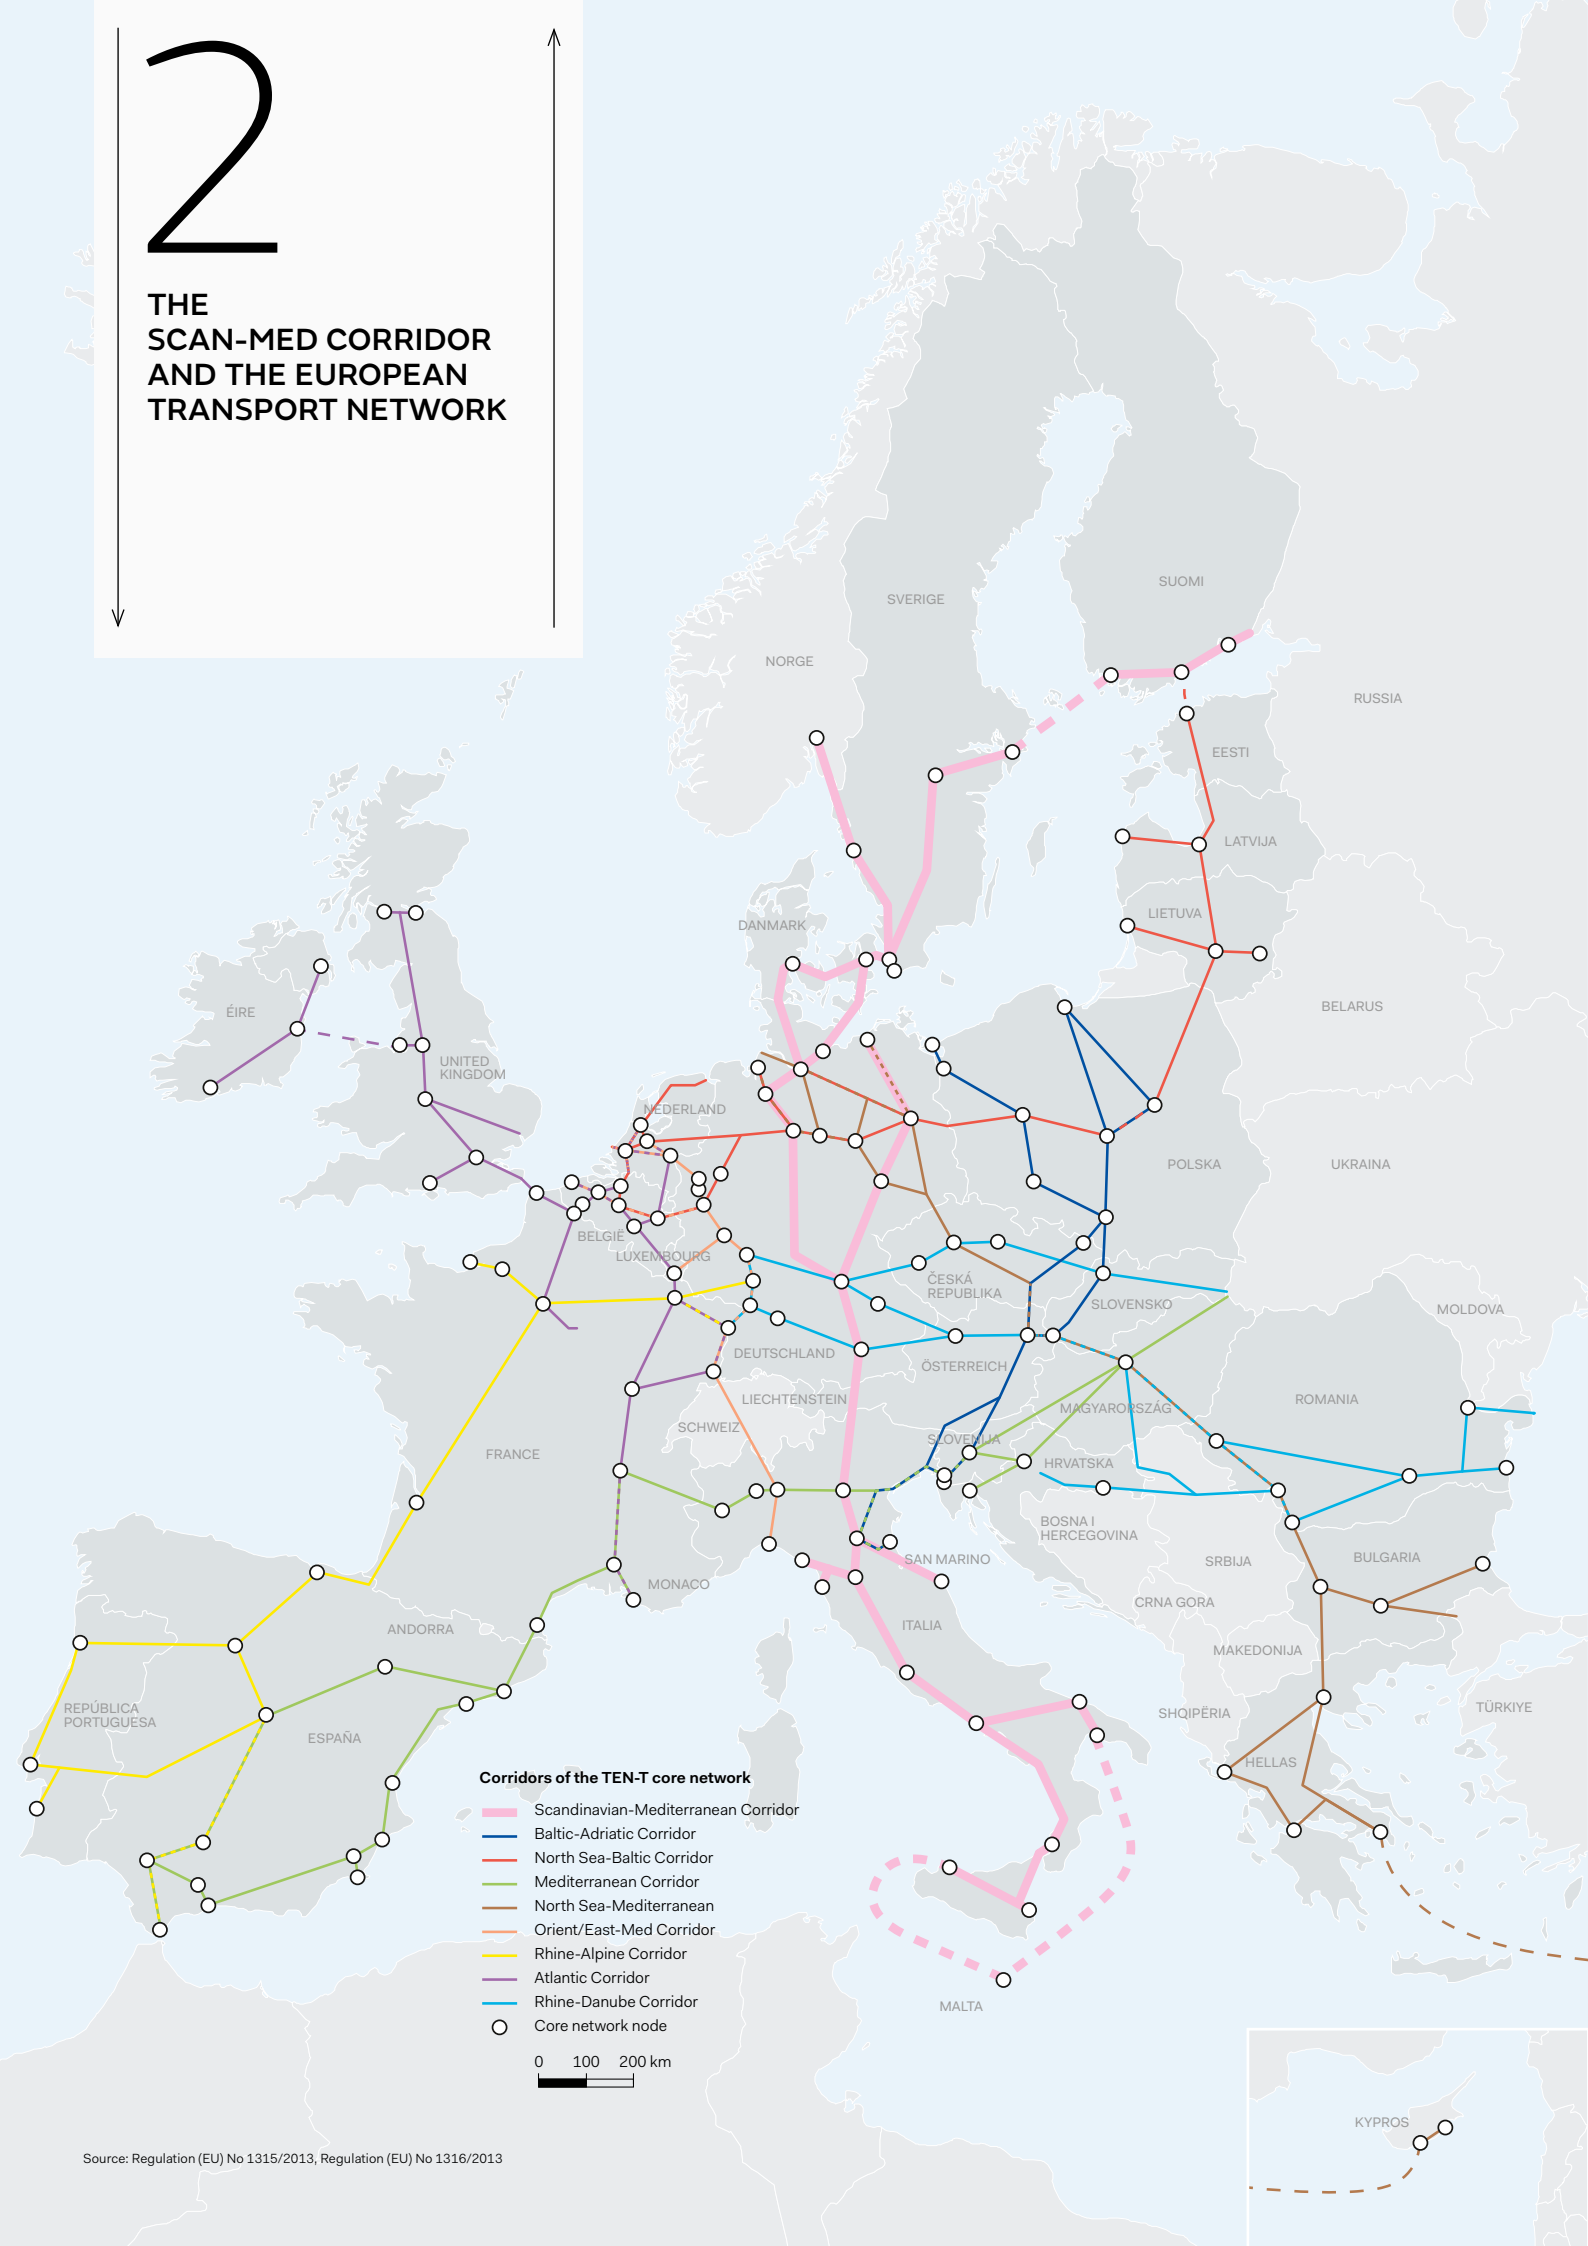 2
THE
SCAN-MED CORRIDOR
AND THE EUROPEAN
TRANSPORT NETWORK
SUOMI
SVERIGE
NORGE
RUSSIA
EESTI
LATVIJA
LIETUVA
DANMARK
BELARUS
ÉIRE
UNITED
KINGDOM
NEDERLAND
POLSKA
UKRAINA
BELGIË
LUXEMBOURG
ČESKÁ
REPUBLIKA
SLOVENSKO
MOLDOVA
DEUTSCHLAND
ÖSTERREICH
LIECHTENSTEIN
MAGYARORSZÁG
ROMANIA
SCHWEIZ
SLOVENIJA
FRANCE
HRVATSKA
BOSNA I
HERCEGOVINA
SAN MARINO
SRBIJA
BULGARIA
MONACO
CRNA GORA
ITALIA
ANDORRA
MAKEDONIJA
REPÚBLICA
PORTUGUESA
SHQIPËRIA
TÜRKIYE
ESPAÑA
HELLAS
Corridors of the TEN-T core network
Scandinavian-Mediterranean Corridor
Baltic-Adriatic Corridor
North Sea-Baltic Corridor
Mediterranean Corridor
North Sea-Mediterranean
Orient/East-Med Corridor
Rhine-Alpine Corridor
Atlantic Corridor
Rhine-Danube Corridor
Core network node
MALTA
0 100 200 km
KYPROS
Source: Regulation (EU) No 1315/2013, Regulation (EU) No 1316/2013